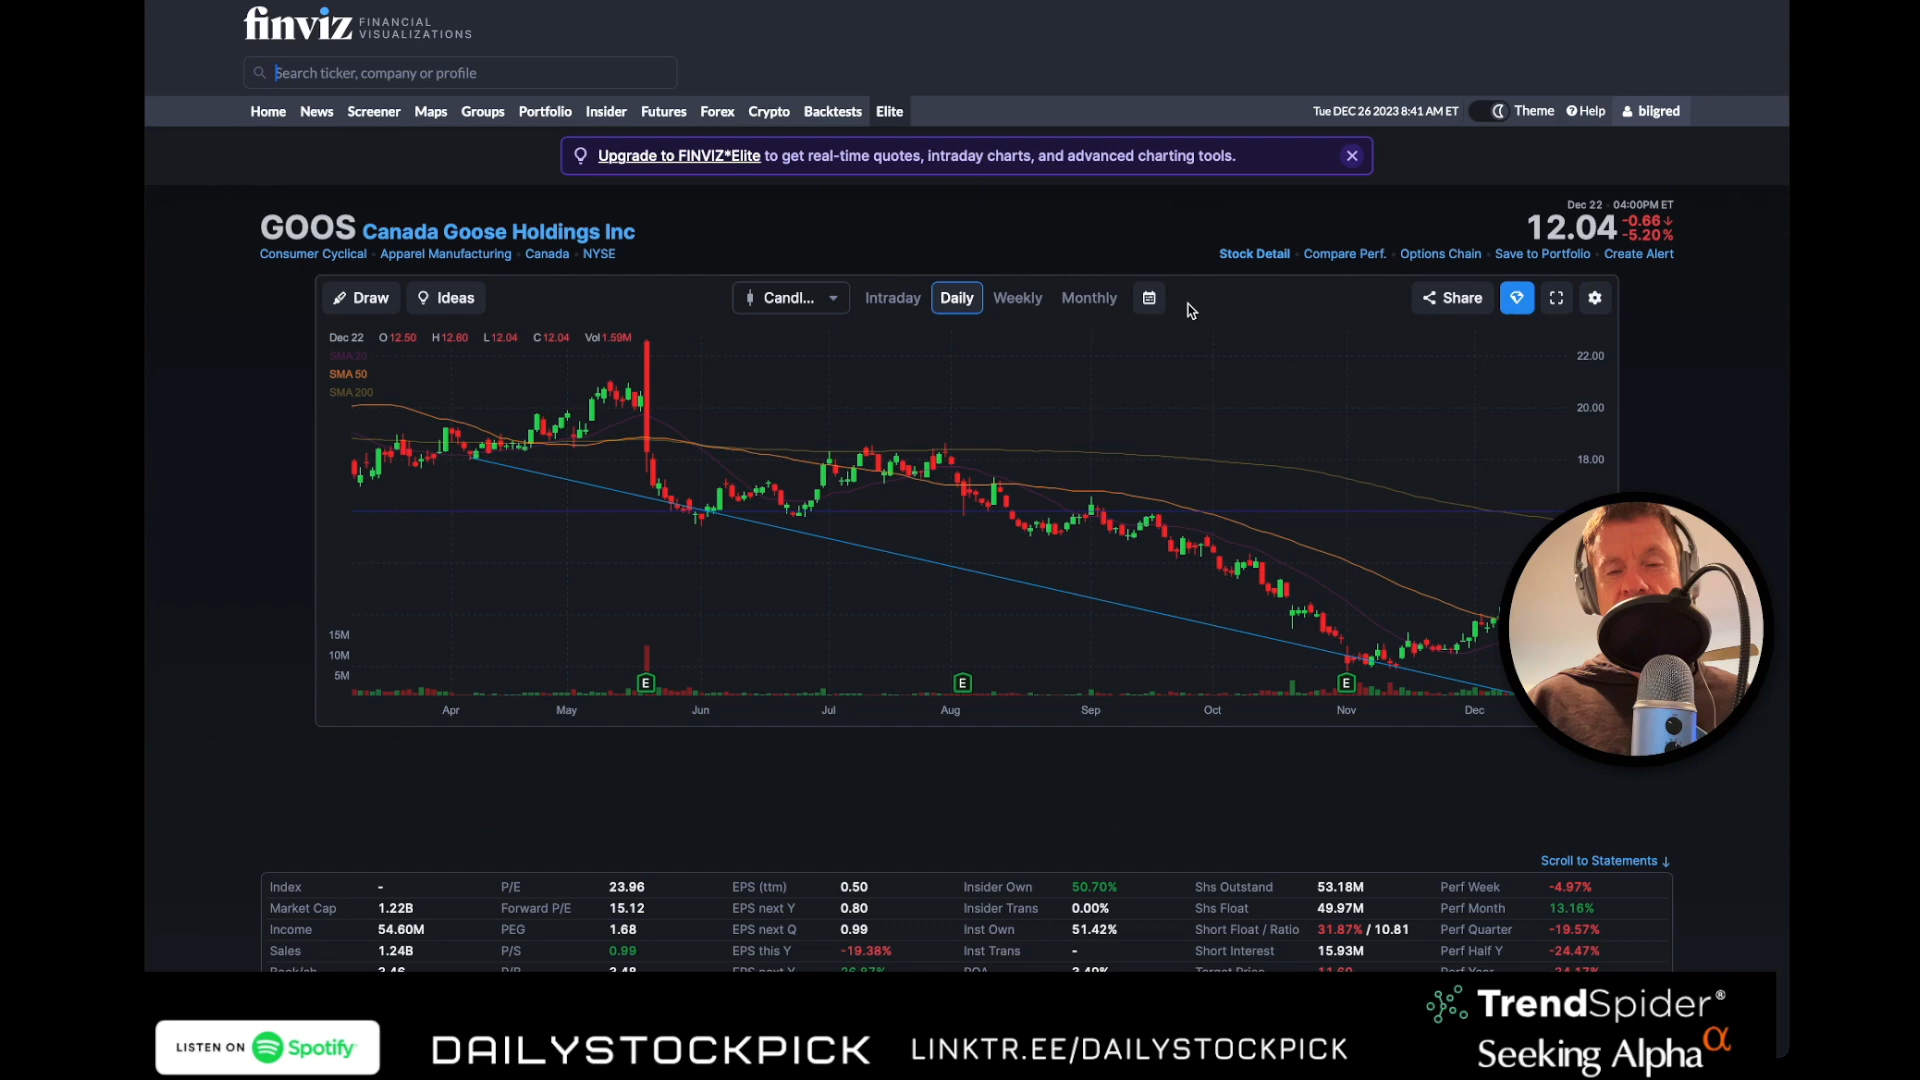 finviz FINANCIAL VISUALIZATIONS
Search ticker, company or profile
Home News Screener Maps Groups Portfolio Insider Futures Forex Crypto Backtests Elite
Tue DEC 26 2023 8:41 AM ET Theme Help biigred
Upgrade to FINVIZ*Elite to get real-time quotes, intraday charts, and advanced charting tools.
Dec 22 · 04:00PM ET
GOOS Canada Goose Holdings Inc
12.04 -0.66 -5.20%
Consumer Cyclical · Apparel Manufacturing · Canada · NYSE
Stock Detail · Compare Perf. · Options Chain · Save to Portfolio · Create Alert
Draw Ideas Candl... Intraday Daily Weekly Monthly Share
Dec 22 O 12.50 H 12.60 L 12.04 C 12.04 Vol 1.59M
SMA 20
SMA 50
SMA 200
22.00
20.00
18.00
15M
10M
5M
E E E
Apr May Jun Jul Aug Sep Oct Nov Dec
Scroll to Statements ↓
Index - P/E 23.96 EPS (ttm) 0.50 Insider Own 50.70% Shs Outstand 53.18M Perf Week -4.97%
Market Cap 1.22B Forward P/E 15.12 EPS next Y 0.80 Insider Trans 0.00% Shs Float 49.97M Perf Month 13.16%
Income 54.60M PEG 1.68 EPS next Q 0.99 Inst Own 51.42% Short Float / Ratio 31.87% / 10.81 Perf Quarter -19.57%
Sales 1.24B P/S 0.99 EPS this Y -19.38% Inst Trans - Short Interest 15.93M Perf Half Y -24.47%
LISTEN ON Spotify
DAILYSTOCKPICK
LINKTR.EE/DAILYSTOCKPICK
TrendSpider®
Seeking Alpha α